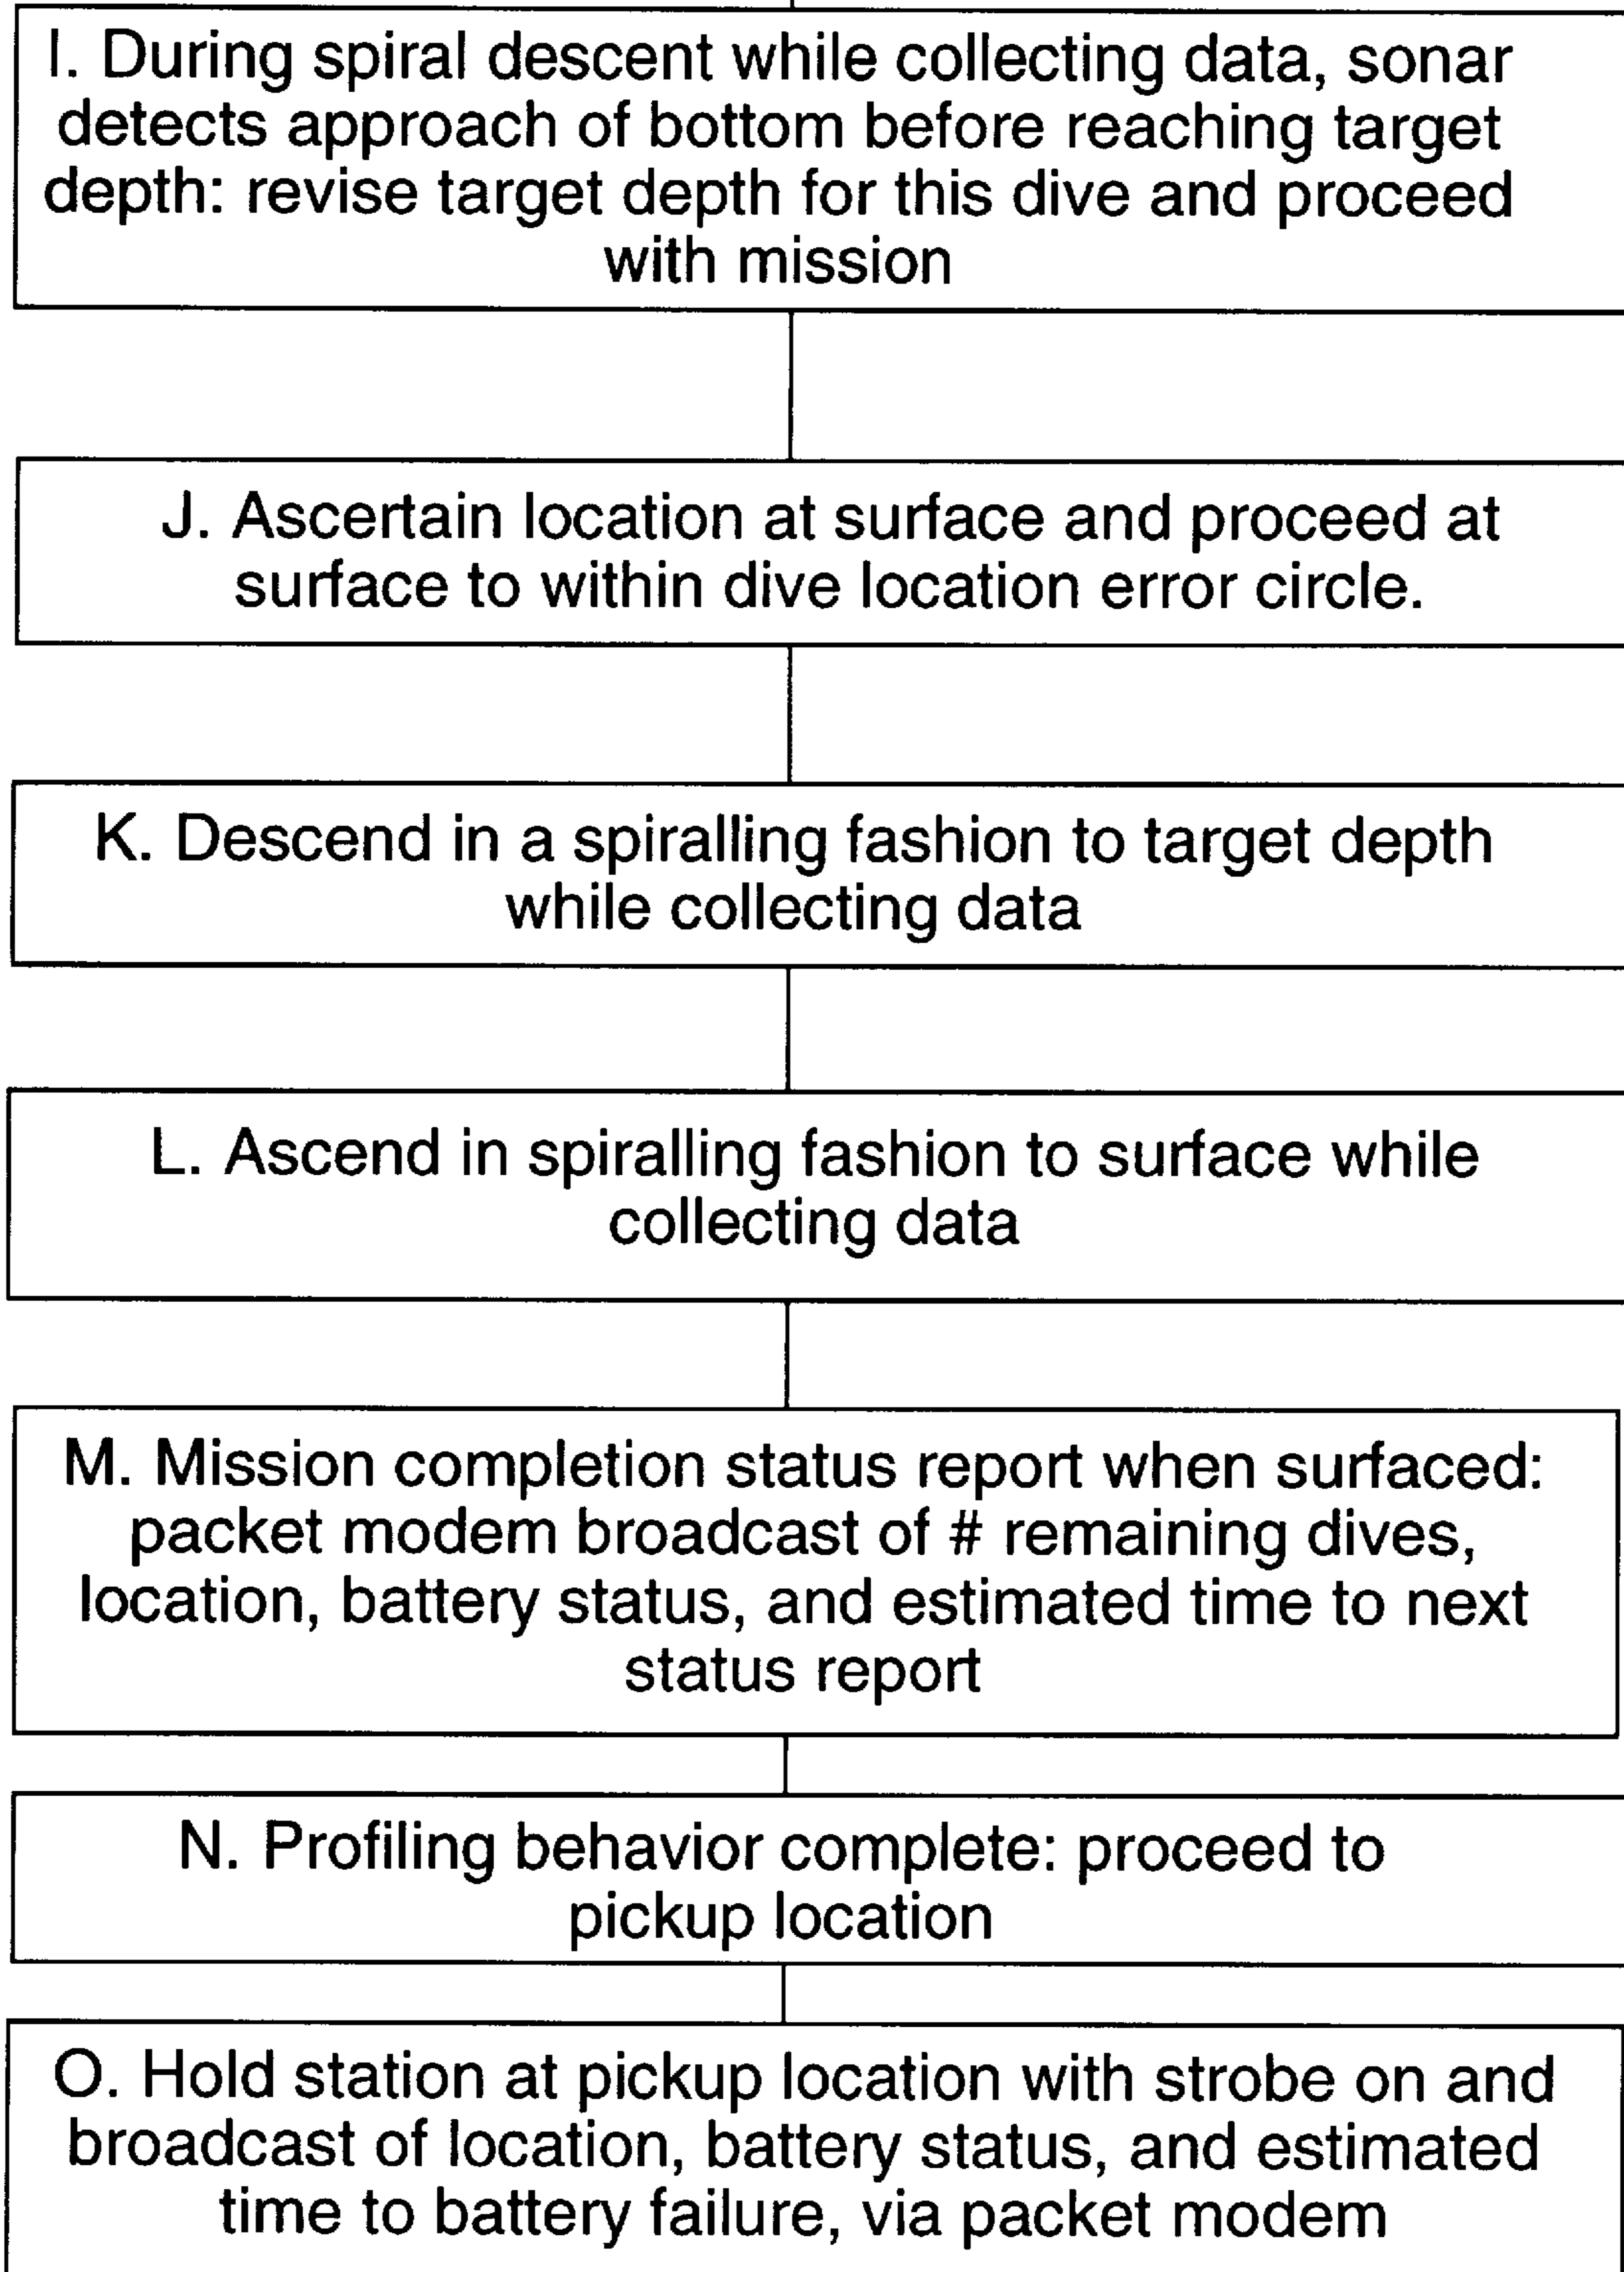 I. During spiral descent while collecting data, sonar
detects approach of bottom before reaching target
depth: revise target depth for this dive and proceed
with mission
J. Ascertain location at surface and proceed at
surface to within dive location error circle.
K. Descend in a spiralling fashion to target depth
while collecting data
L. Ascend in spiralling fashion to surface while
collecting data
M. Mission completion status report when surfaced:
packet modem broadcast of # remaining dives,
location, battery status, and estimated time to next
status report
N. Profiling behavior complete: proceed to
pickup location
O. Hold station at pickup location with strobe on and
broadcast of location, battery status, and estimated
time to battery failure, via packet modem